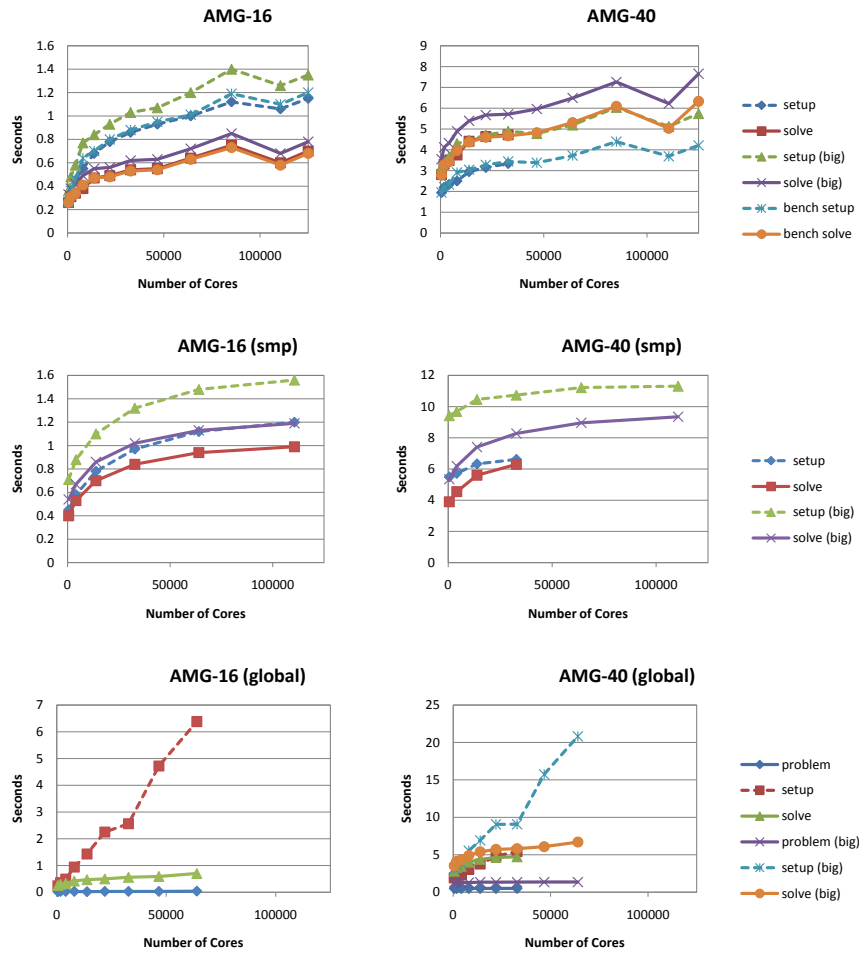 AMG-16
1.6
1.4
1.2
1
0.8
0.6
0.4
0.2
0
Seconds
0
50000
100000
Number of Cores
AMG-40
9
8
7
6
5
4
3
2
1
0
Seconds
0
50000
100000
Number of Cores
setup
solve
setup (big)
solve (big)
bench setup
bench solve
AMG-16 (smp)
1.6
1.4
1.2
1
0.8
0.6
0.4
0.2
0
Seconds
0
50000
100000
Number of Cores
AMG-40 (smp)
12
10
8
6
4
2
0
Seconds
0
50000
100000
Number of Cores
setup
solve
setup (big)
solve (big)
AMG-16 (global)
7
6
5
4
3
2
1
0
Seconds
0
50000
100000
Number of Cores
AMG-40 (global)
25
20
15
10
5
0
Seconds
0
50000
100000
Number of Cores
problem
setup
solve
problem (big)
setup (big)
solve (big)